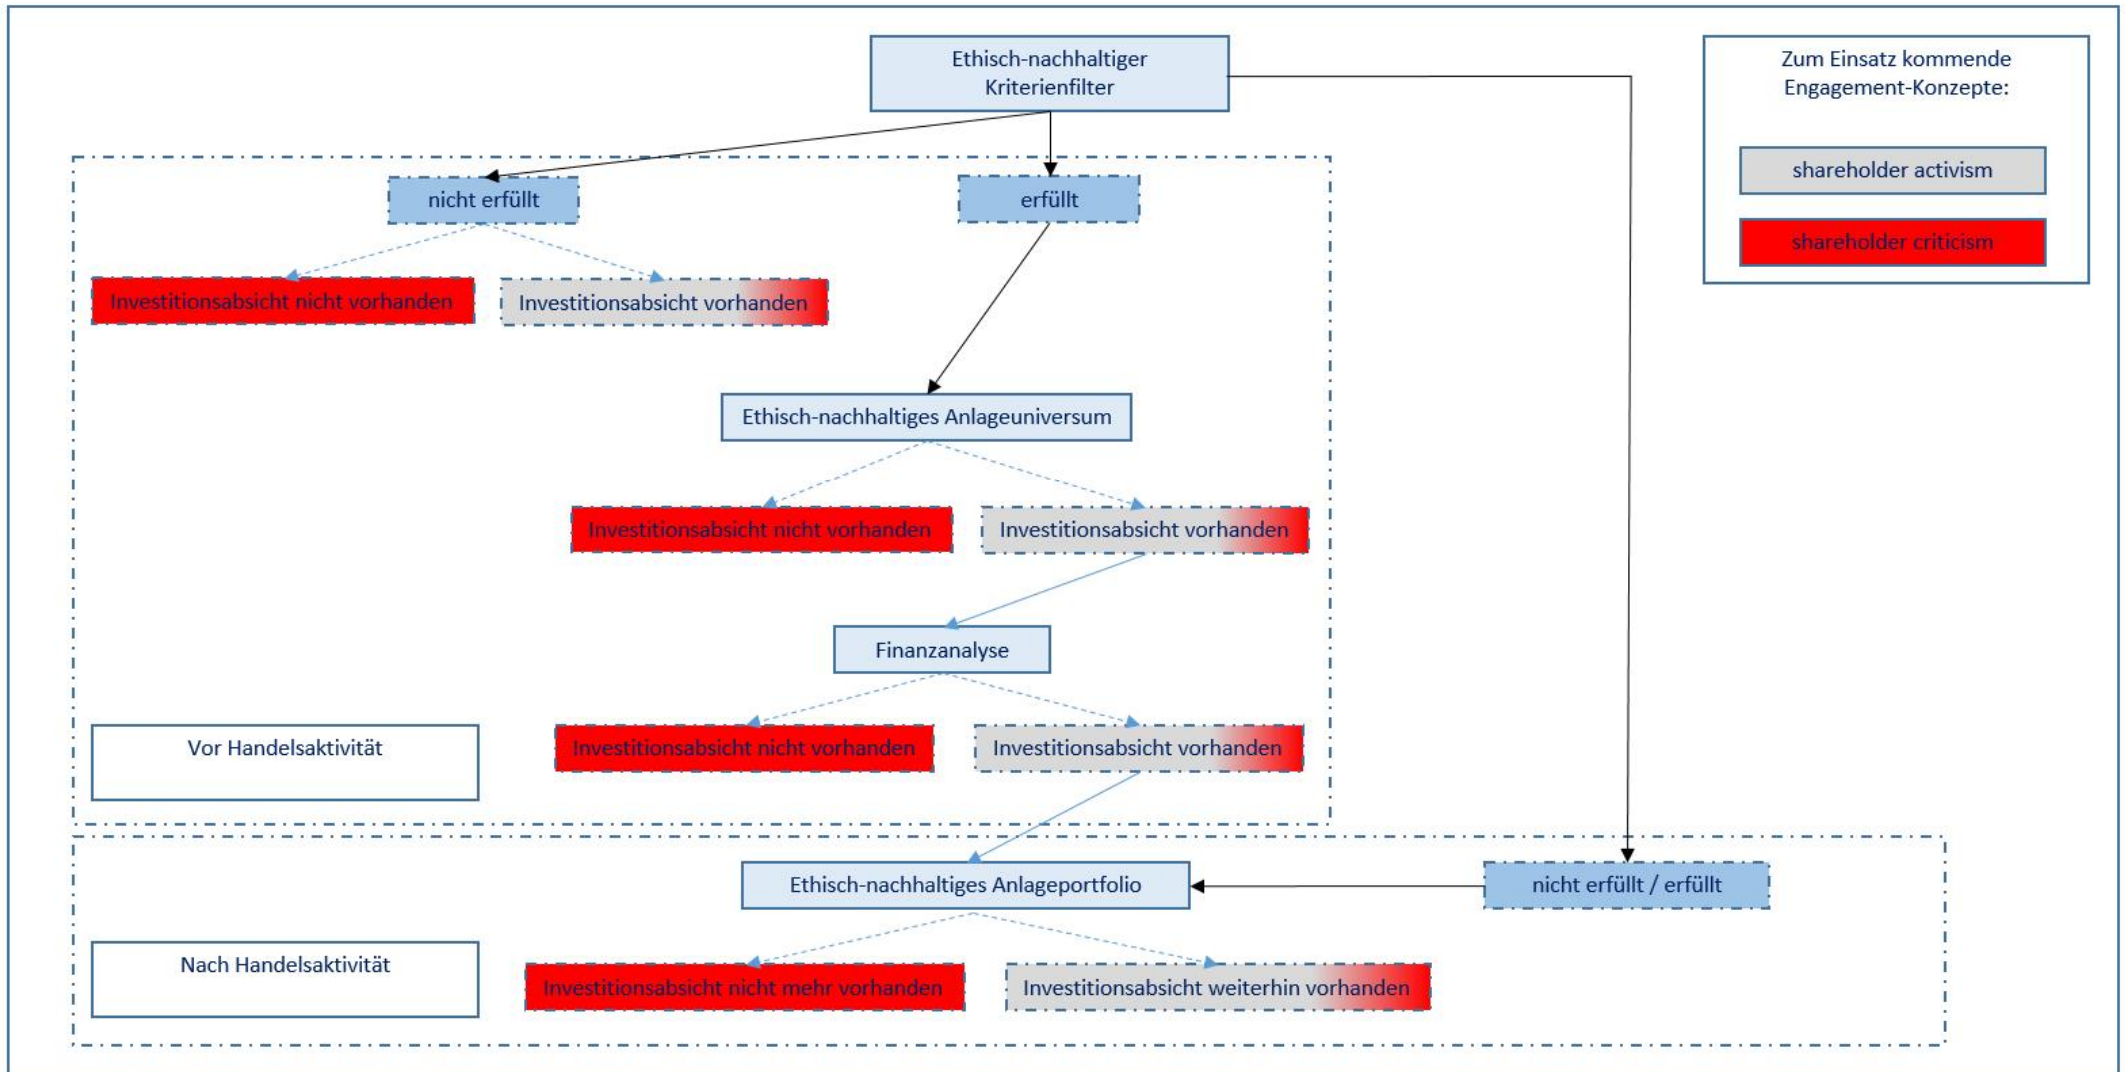 Ethisch-nachhaltiger
Kriterienfilter
Zum Einsatz kommende
Engagement-Konzepte:
shareholder activism
shareholder criticism
nicht erfüllt
erfüllt
Investitionsabsicht nicht vorhanden
Investitionsabsicht vorhanden
Ethisch-nachhaltiges Anlageuniversum
Investitionsabsicht nicht vorhanden
Investitionsabsicht vorhanden
Finanzanalyse
Vor Handelsaktivität
Investitionsabsicht nicht vorhanden
Investitionsabsicht vorhanden
Ethisch-nachhaltiges Anlageportfolio
nicht erfüllt / erfüllt
Nach Handelsaktivität
Investitionsabsicht nicht mehr vorhanden
Investitionsabsicht weiterhin vorhanden